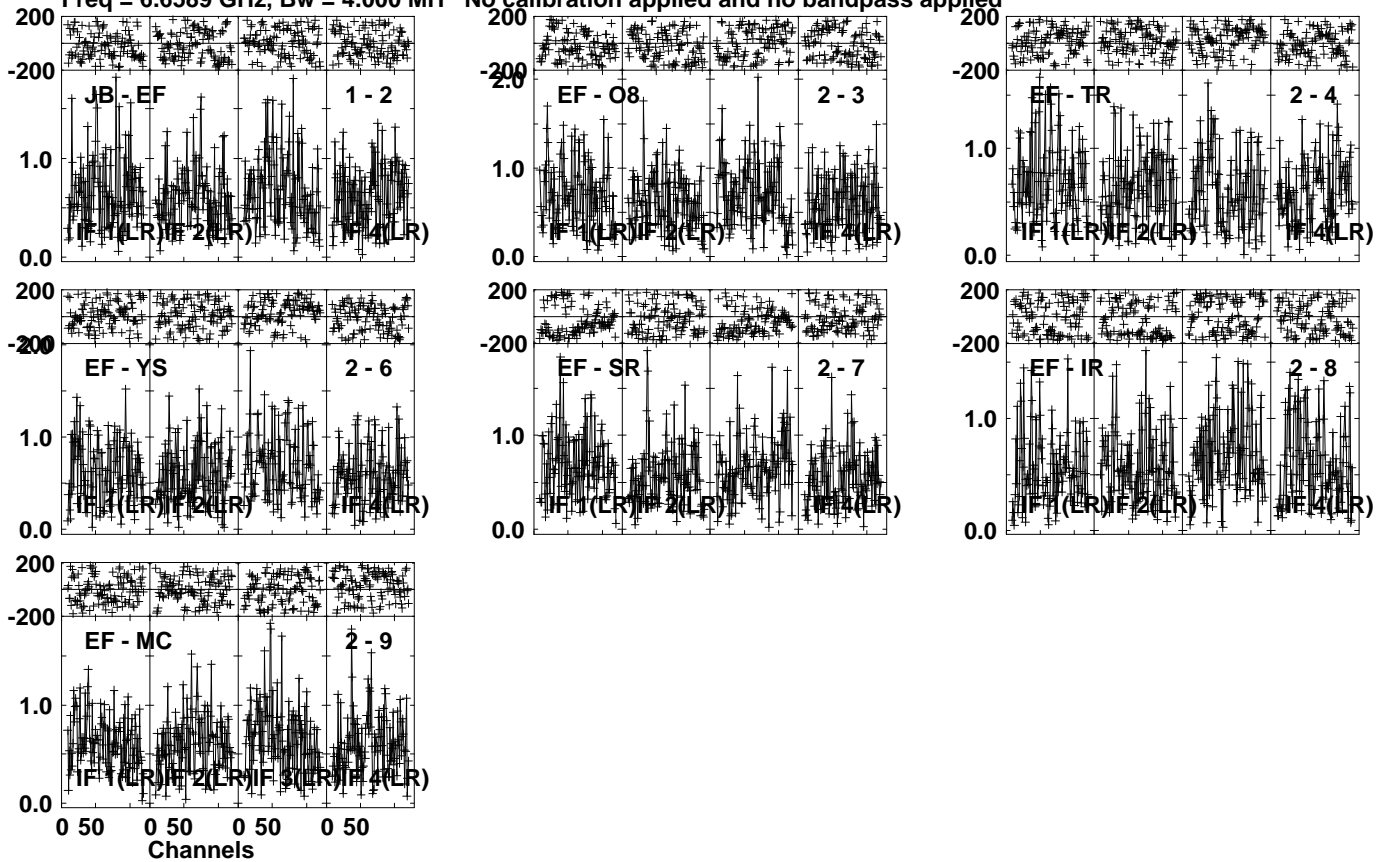 Freq = 6.6589 GHz, Bw = 4.000 MH No calibration applied and no bandpass applied
200
-200
JB - EF 1 - 2
1.0
0.0
IF 1(LR) IF 2(LR) IF 4(LR)
200
-200
2.0
EF - O8 2 - 3
1.0
0.0
IF 1(LR) IF 2(LR) IF 4(LR)
200
-200
EF - TR 2 - 4
1.0
0.0
IF 1(LR) IF 2(LR) IF 4(LR)
200
-200
2.0
EF - YS 2 - 6
1.0
0.0
IF 1(LR) IF 2(LR) IF 4(LR)
200
-200
EF - SR 2 - 7
1.0
0.0
IF 1(LR) IF 2(LR) IF 4(LR)
200
-200
EF - IR 2 - 8
1.0
0.0
IF 1(LR) IF 2(LR) IF 4(LR)
200
-200
EF - MC 2 - 9
1.0
0.0
IF 1(LR) IF 2(LR) IF 3(LR) IF 4(LR)
0 50 0 50 0 50 0 50
Channels